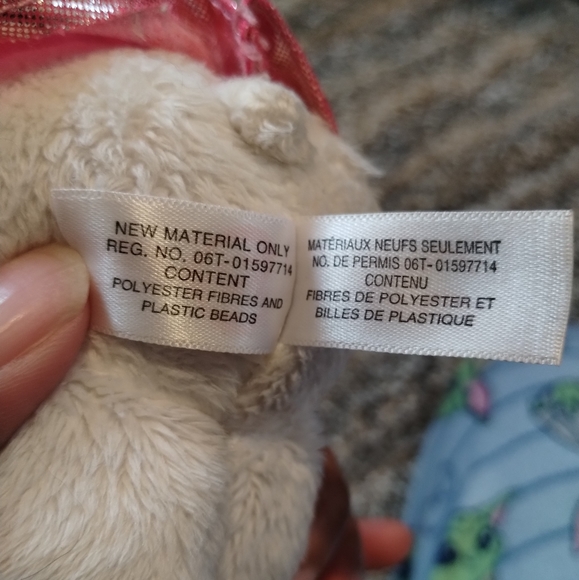 NEW MATERIAL ONLY
REG. NO. 06T-01597714
CONTENT
POLYESTER FIBRES AND
PLASTIC BEADS
MATÉRIAUX NEUFS SEULEMENT
NO. DE PERMIS 06T-01597714
CONTENU
FIBRES DE POLYESTER ET
BILLES DE PLASTIQUE